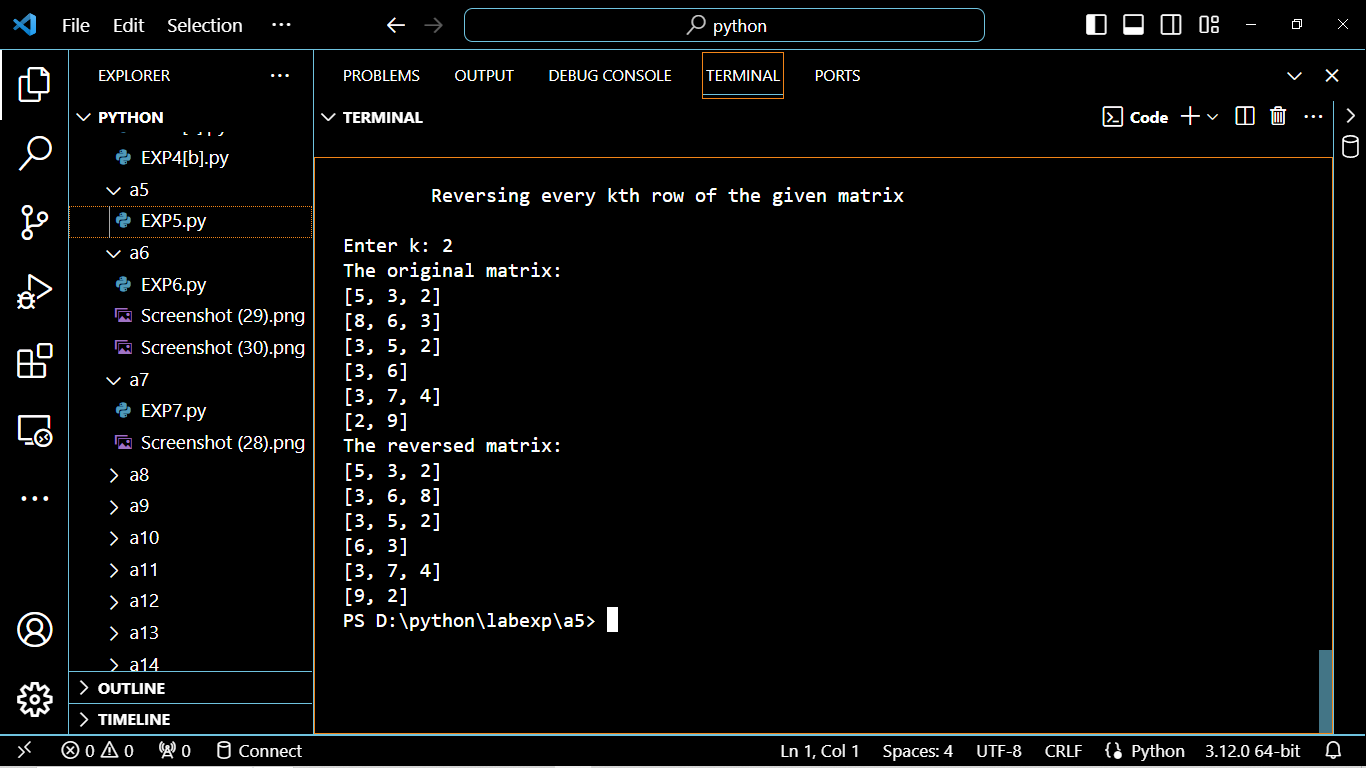 File Edit Selection ...
python
EXPLORER ...
PYTHON
EXP4[b].py
a5
EXP5.py
a6
EXP6.py
Screenshot (29).png
Screenshot (30).png
a7
EXP7.py
Screenshot (28).png
a8
a9
a10
a11
a12
a13
a14
OUTLINE
TIMELINE
PROBLEMS OUTPUT DEBUG CONSOLE TERMINAL PORTS
TERMINAL
Code
Reversing every kth row of the given matrix
Enter k: 2
The original matrix:
[5, 3, 2]
[8, 6, 3]
[3, 5, 2]
[3, 6]
[3, 7, 4]
[2, 9]
The reversed matrix:
[5, 3, 2]
[3, 6, 8]
[3, 5, 2]
[6, 3]
[3, 7, 4]
[9, 2]
PS D:\python\labexp\a5>
0 0 0 Connect Ln 1, Col 1 Spaces: 4 UTF-8 CRLF Python 3.12.0 64-bit